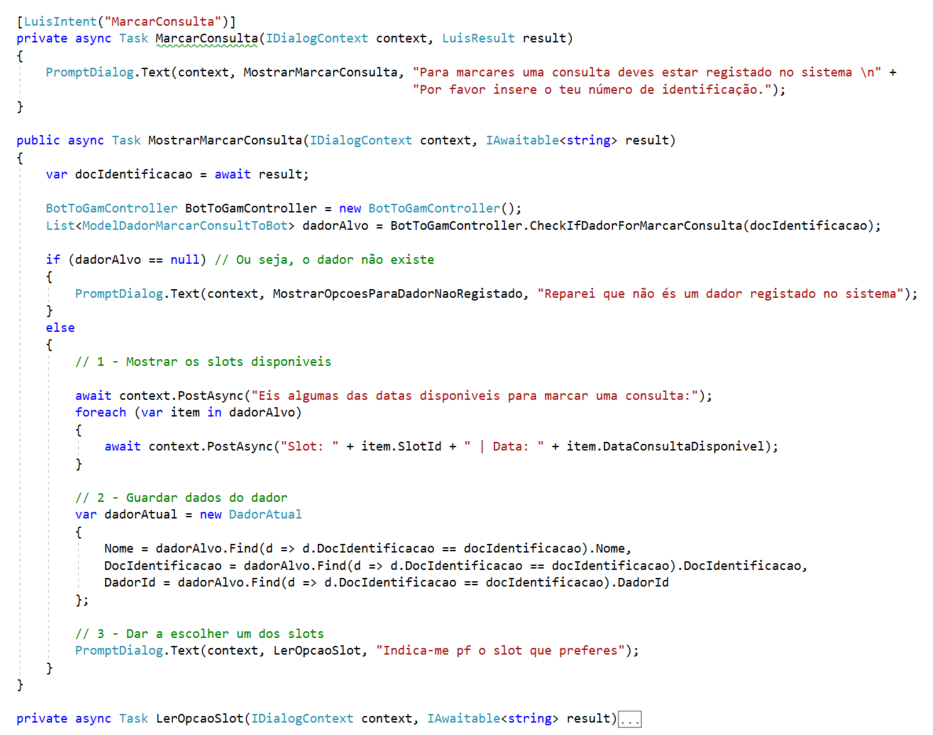 [LuisIntent("MarcarConsulta")]
private async Task MarcarConsulta(IDialogContext context, LuisResult result)
{
PromptDialog.Text(context, MostrarMarcarConsulta, "Para marcares uma consulta deves estar registado no sistema \n" +
"Por favor insere o teu número de identificação.");
}
public async Task MostrarMarcarConsulta(IDialogContext context, IAwaitable<string> result)
{
var docIdentificacao = await result;
BotToGamController BotToGamController = new BotToGamController();
List<ModelDadorMarcarConsultToBot> dadorAlvo = BotToGamController.CheckIfDadorForMarcarConsulta(docIdentificacao);
if (dadorAlvo == null) // Ou seja, o dador não existe
{
PromptDialog.Text(context, MostrarOpcoesParaDadorNaoRegistado, "Reparei que não és um dador registado no sistema");
}
else
{
// 1 - Mostrar os slots disponiveis
await context.PostAsync("Eis algumas das datas disponiveis para marcar uma consulta:");
foreach (var item in dadorAlvo)
{
await context.PostAsync("Slot: " + item.SlotId + " | Data: " + item.DataConsultaDisponivel);
}
// 2 - Guardar dados do dador
var dadorAtual = new DadorAtual
{
Nome = dadorAlvo.Find(d => d.DocIdentificacao == docIdentificacao).Nome,
DocIdentificacao = dadorAlvo.Find(d => d.DocIdentificacao == docIdentificacao).DocIdentificacao,
DadorId = dadorAlvo.Find(d => d.DocIdentificacao == docIdentificacao).DadorId
};
// 3 - Dar a escolher um dos slots
PromptDialog.Text(context, LerOpcaoSlot, "Indica-me pf o slot que preferes");
}
}
private async Task LerOpcaoSlot(IDialogContext context, IAwaitable<string> result)...